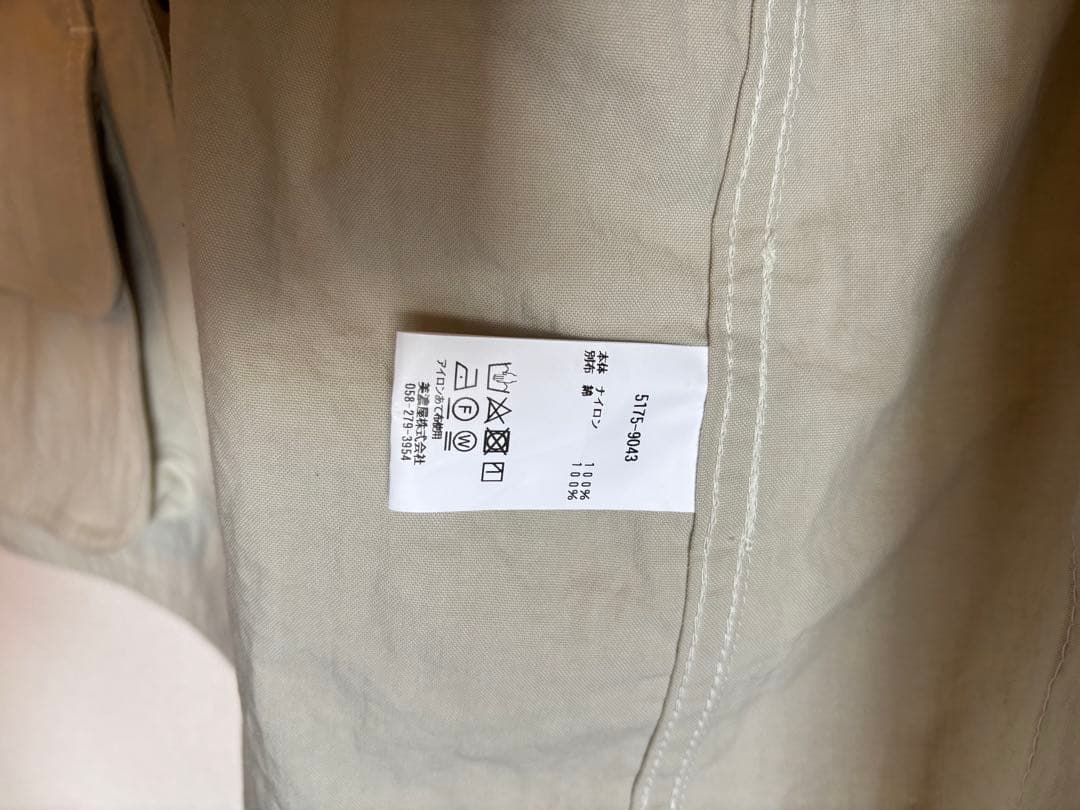 5175-9043
本体 ナイロン 100%
別布 綿 100%
F W
アイロンあて布使用
美濃屋株式会社
058-279-3954